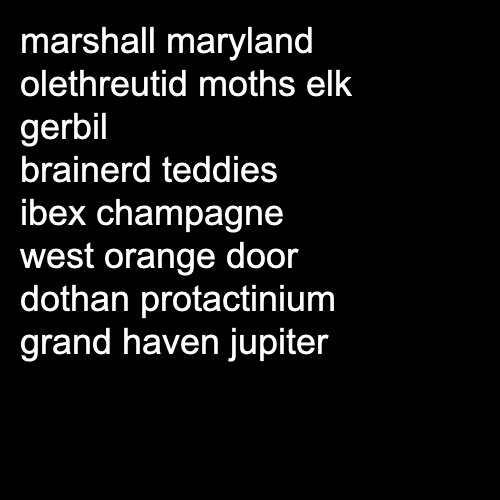 marshall maryland
olethreutid moths elk
gerbil
brainerd teddies
ibex champagne
west orange door
dothan protactinium
grand haven jupiter